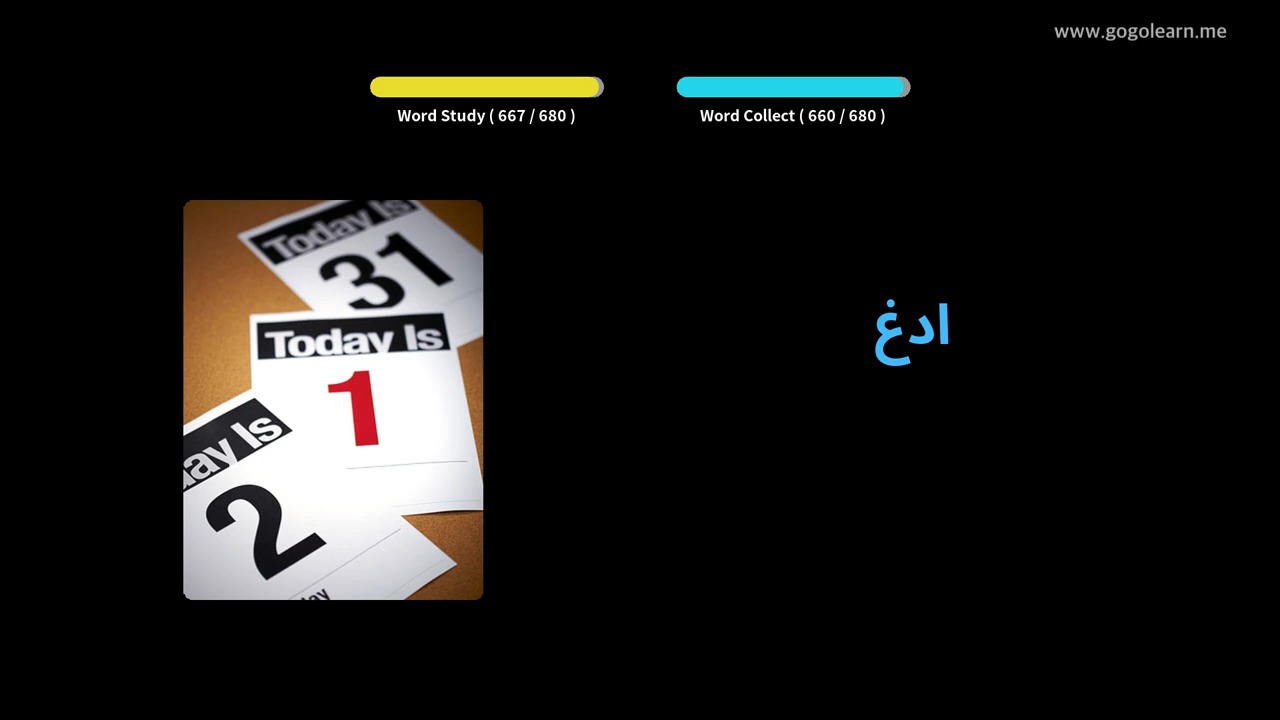 www.gogolearn.me
Word Study ( 667 / 680 )
Word Collect ( 660 / 680 )
Today Is
31
Today Is
1
ay Is
2
ay
ادغ